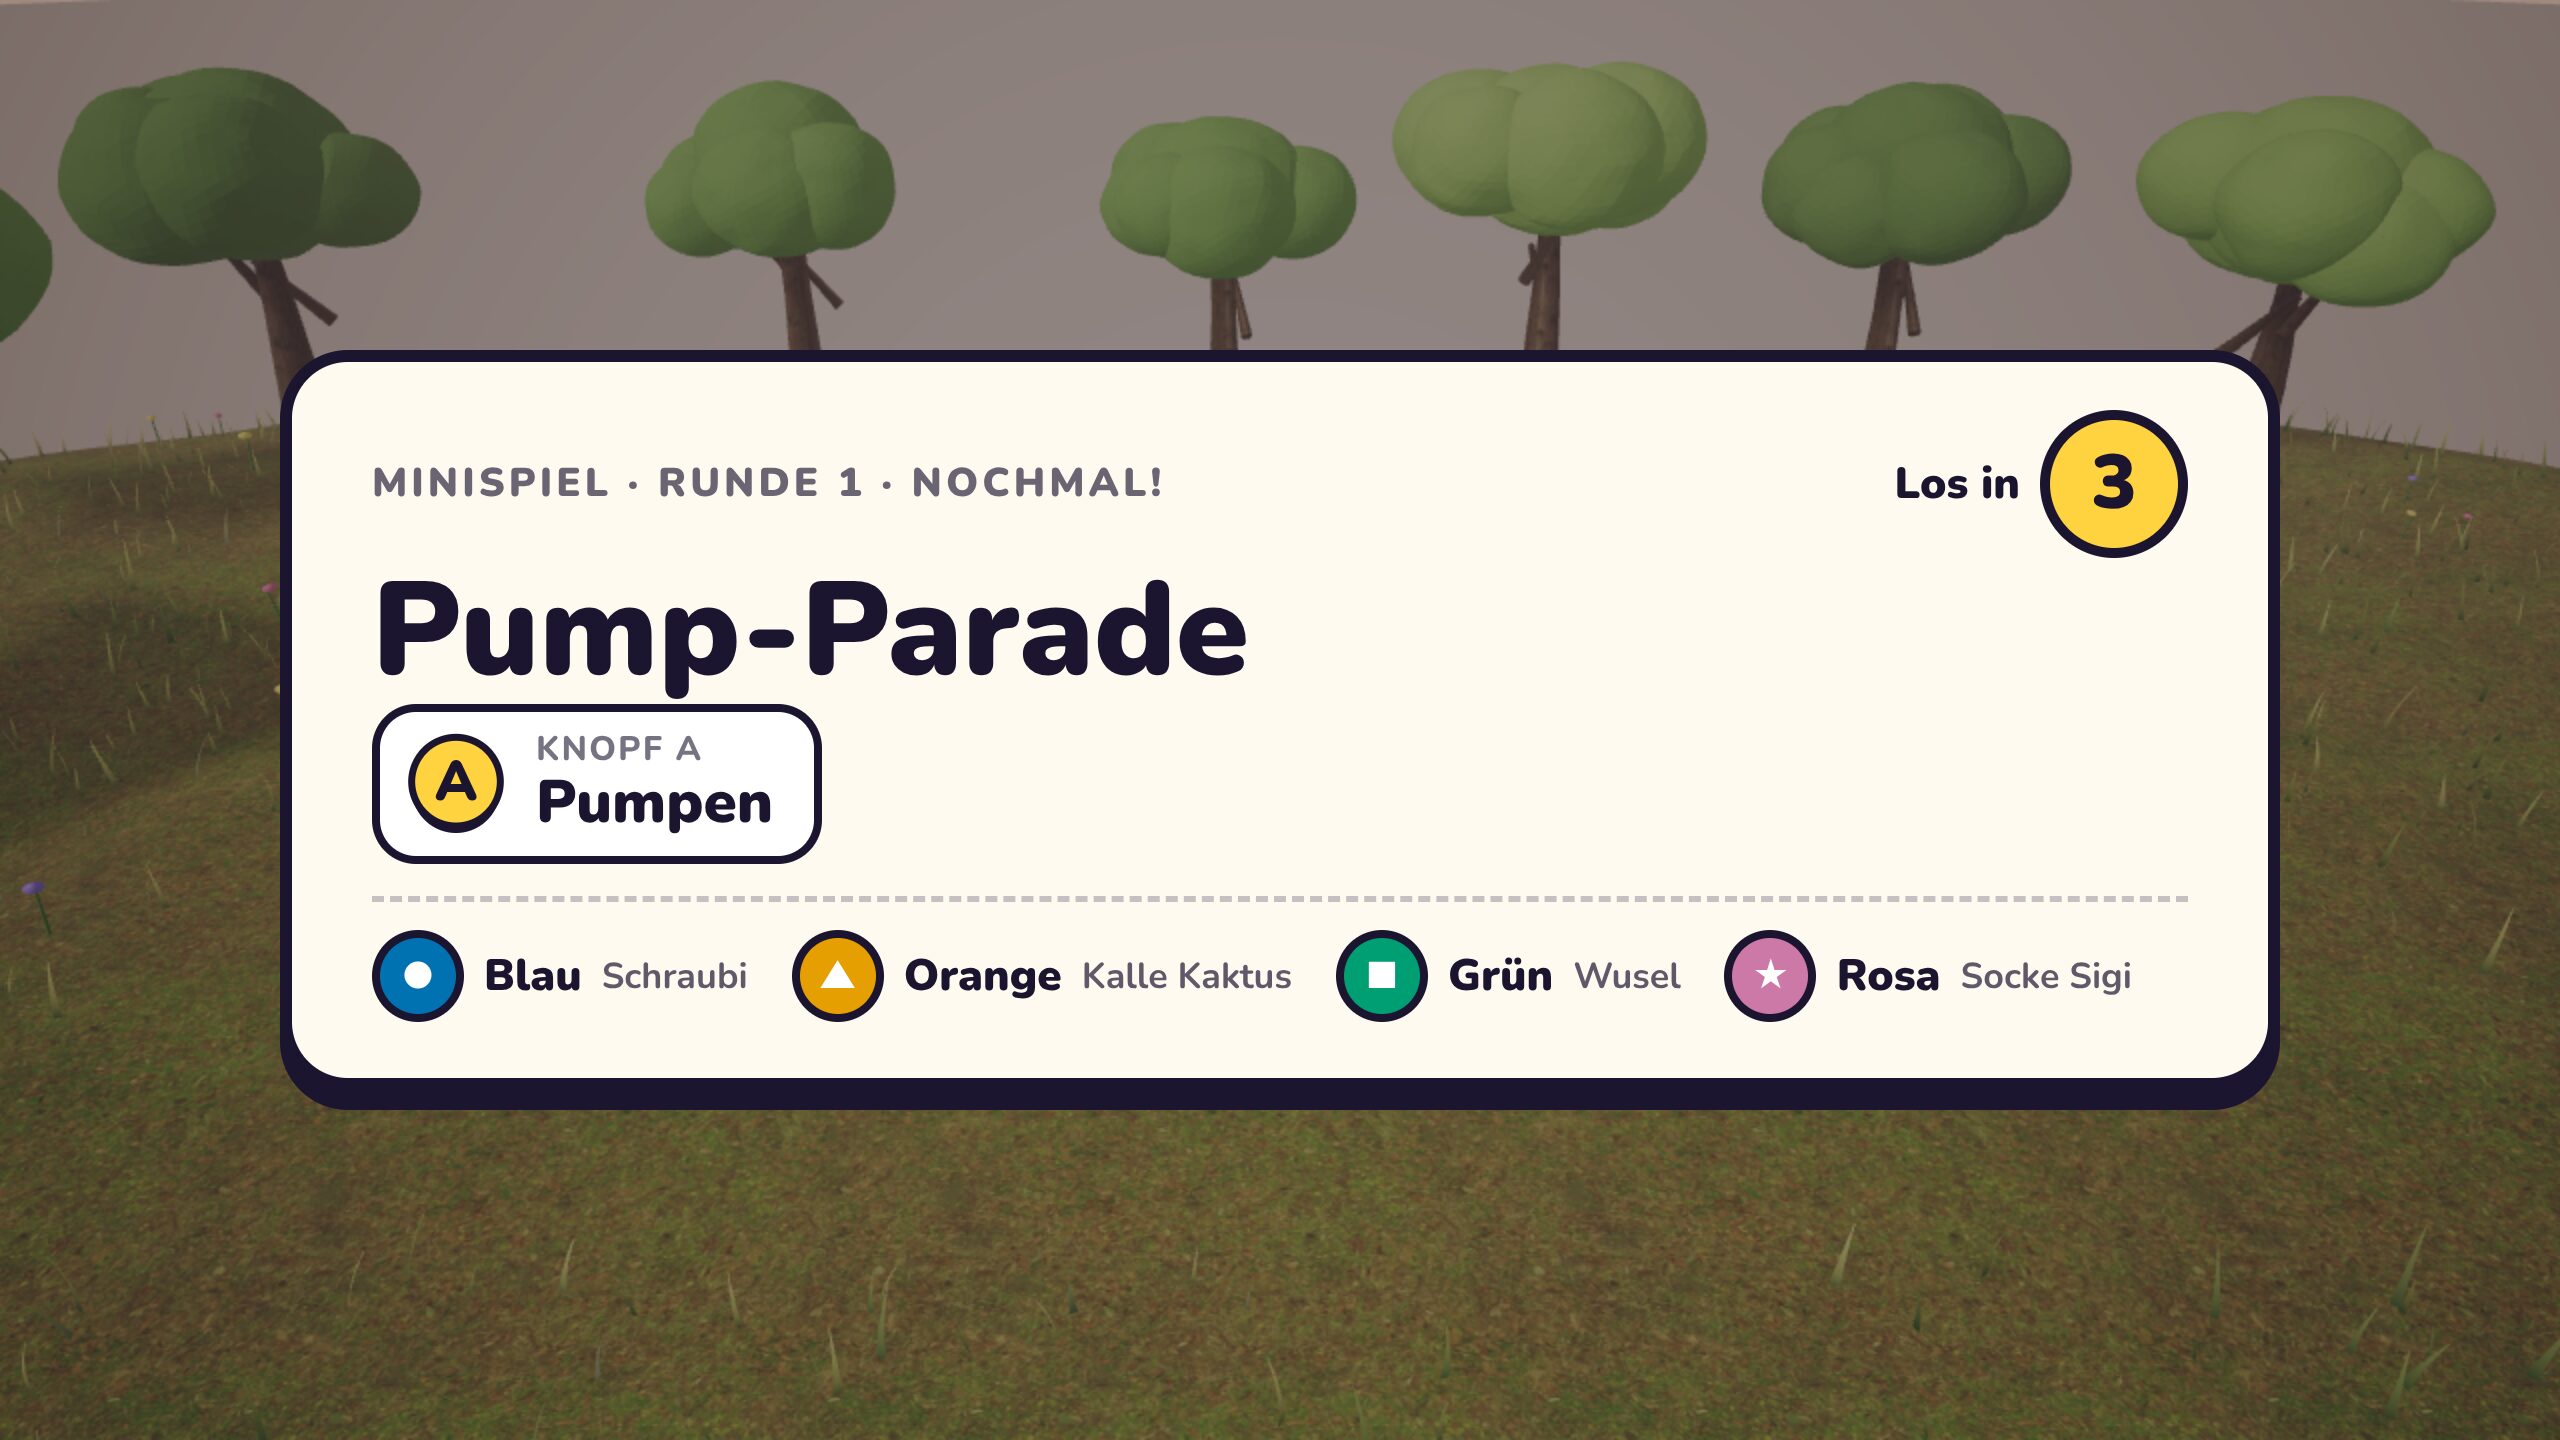 MINISPIEL · RUNDE 1 · NOCHMAL!
Los in 3
Pump-Parade
A
KNOPF A
Pumpen
Blau Schraubi Orange Kalle Kaktus Grün Wusel Rosa Socke Sigi